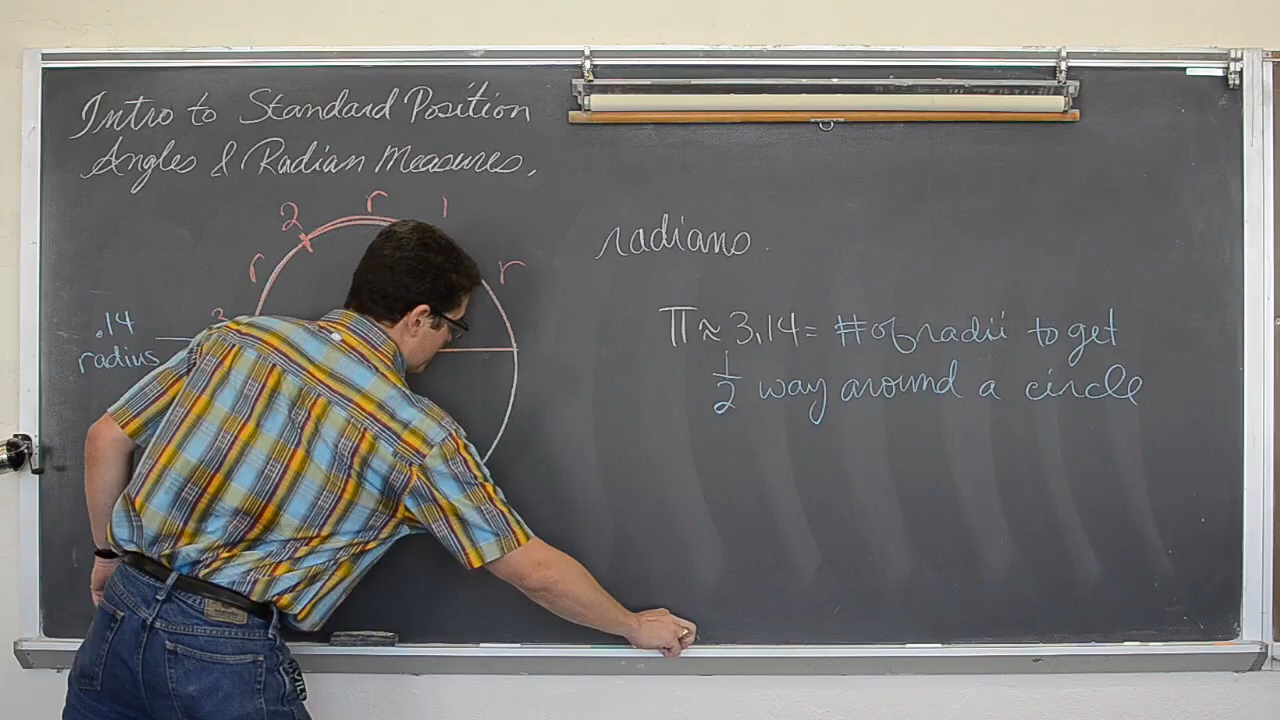 Intro to Standard Position
Angles & Radian Measures.
r
2
1
r
r
3
.14
radius
radians.
π ≈ 3.14 = # of radii to get
1/2 way around a circle